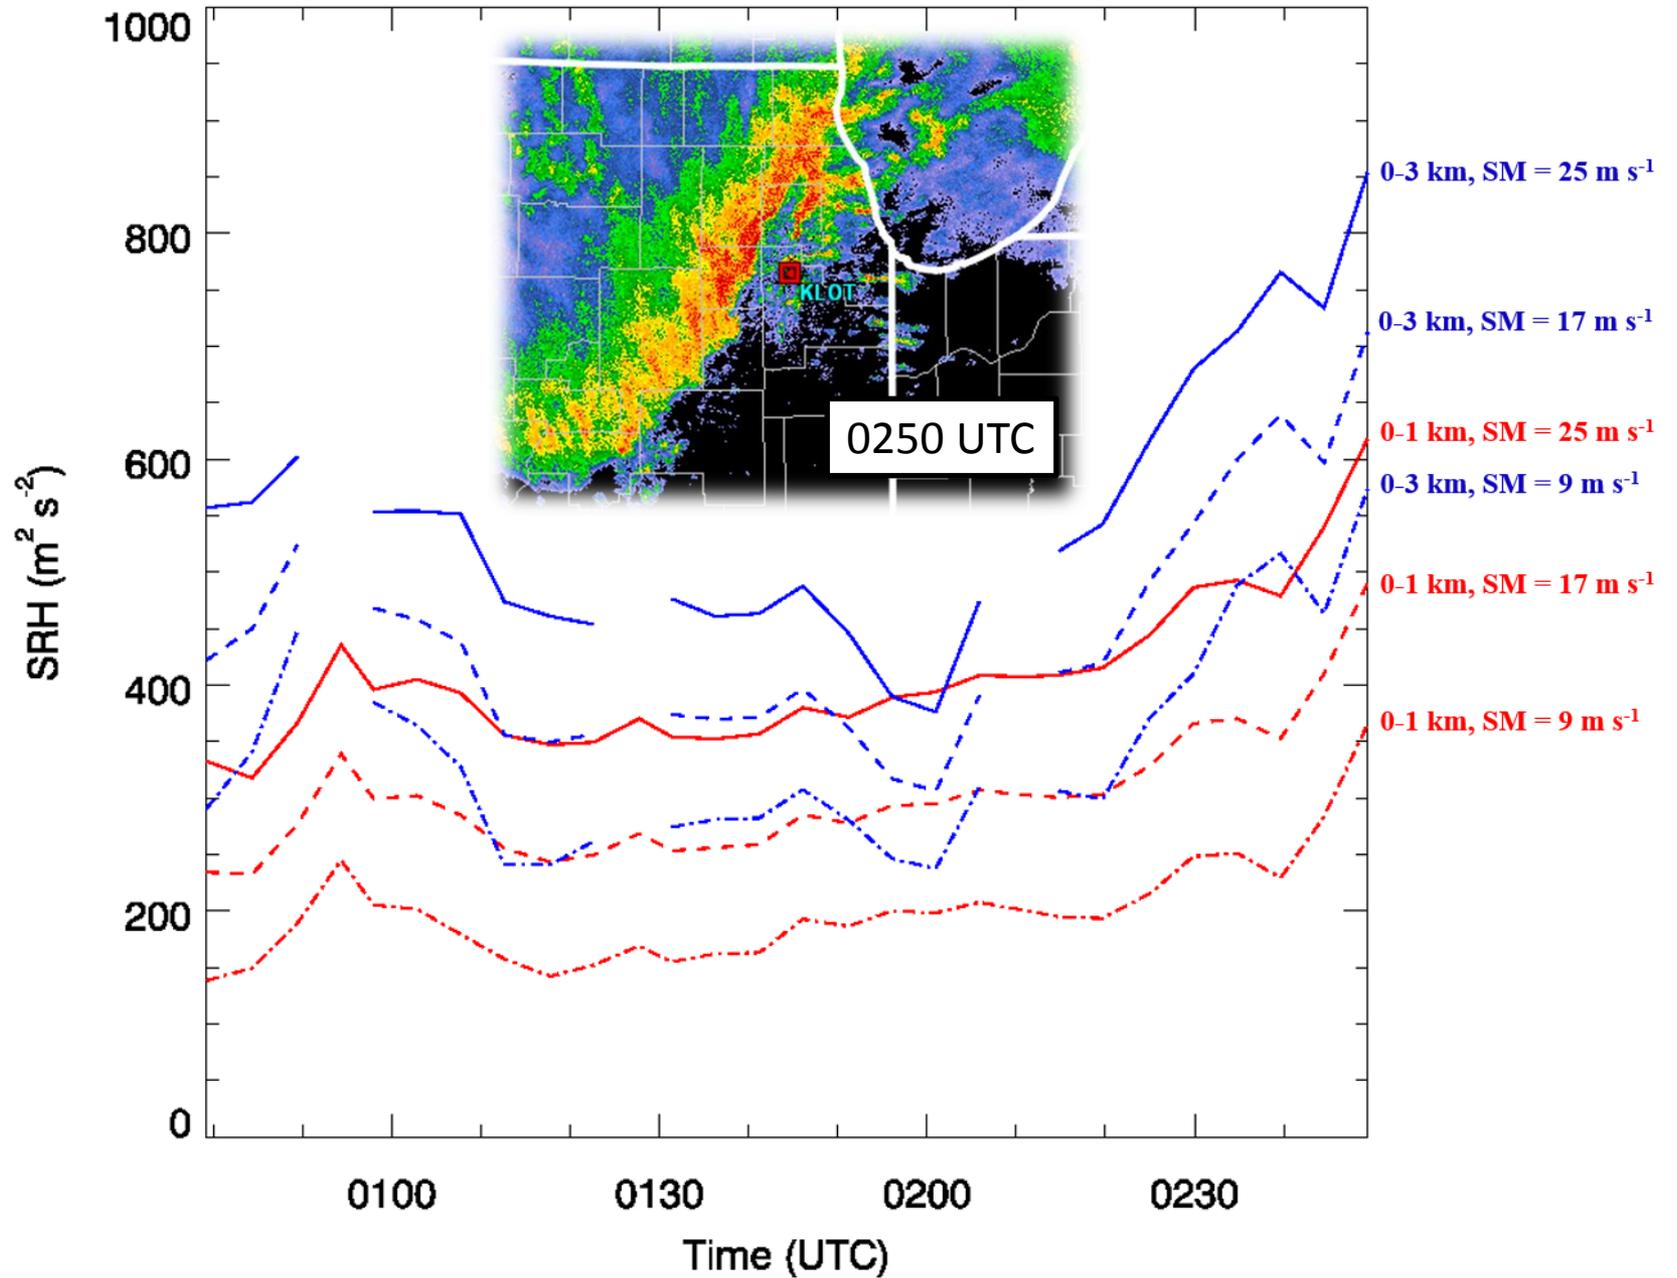 1000
800
600
400
200
0
SRH (m² s⁻²)
KLOT
0250 UTC
0-3 km, SM = 25 m s⁻¹
0-3 km, SM = 17 m s⁻¹
0-1 km, SM = 25 m s⁻¹
0-3 km, SM = 9 m s⁻¹
0-1 km, SM = 17 m s⁻¹
0-1 km, SM = 9 m s⁻¹
0100 0130 0200 0230
Time (UTC)